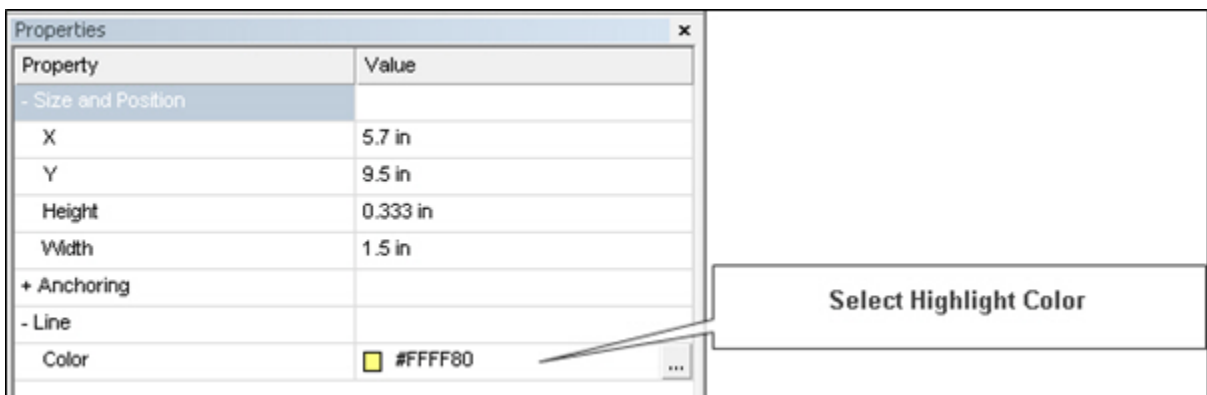 Properties x
Property Value
- Size and Position
X 5.7 in
Y 9.5 in
Height 0.333 in
Width 1.5 in
+ Anchoring
Select Highlight Color
- Line
Color #FFFF80 ...